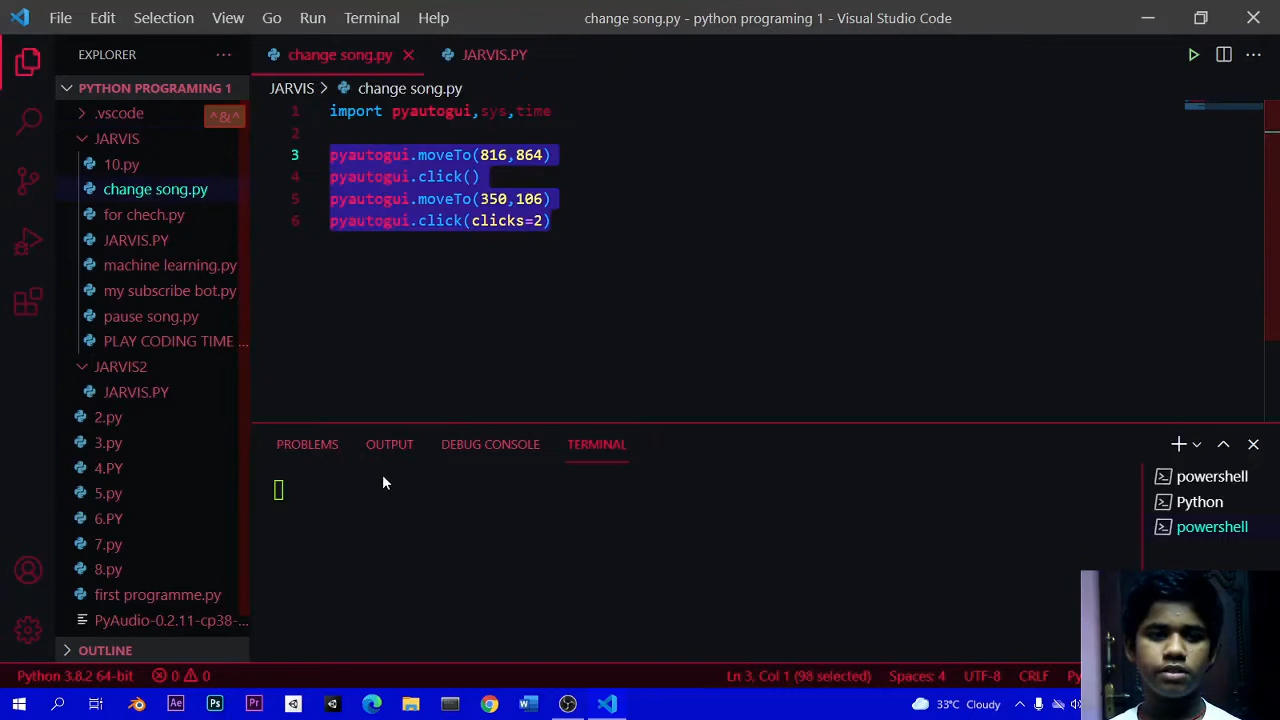 File Edit Selection View Go Run Terminal Help
change song.py - python programing 1 - Visual Studio Code
EXPLORER
PYTHON PROGRAMING 1
.vscode
^&^
JARVIS
10.py
change song.py
for chech.py
JARVIS.PY
machine learning.py
my subscribe bot.py
pause song.py
PLAY CODING TIME ...
JARVIS2
JARVIS.PY
2.py
3.py
4.PY
5.py
6.PY
7.py
8.py
first programme.py
PyAudio-0.2.11-cp38-...
OUTLINE
change song.py
JARVIS.PY
JARVIS > change song.py
1 import pyautogui,sys,time
2
3 pyautogui.moveTo(816,864)
4 pyautogui.click()
5 pyautogui.moveTo(350,106)
6 pyautogui.click(clicks=2)
PROBLEMS OUTPUT DEBUG CONSOLE TERMINAL
powershell
Python
powershell
Python 3.8.2 64-bit 0 0
Ln 3, Col 1 (98 selected) Spaces: 4 UTF-8 CRLF Py
Ae Ps Pr
33°C Cloudy